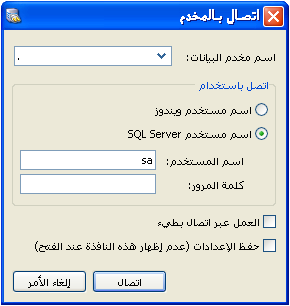 اتصال بالمخدم
اسم مخدم البيانات: .
اتصل باستخدام
اسم مستخدم ويندوز
اسم مستخدم SQL Server
اسم المستخدم: sa
كلمة المرور:
العمل عبر اتصال بطيء
حفظ الإعدادات (عدم إظهار هذه النافذة عند الفتح)
اتصال إلغاء الأمر